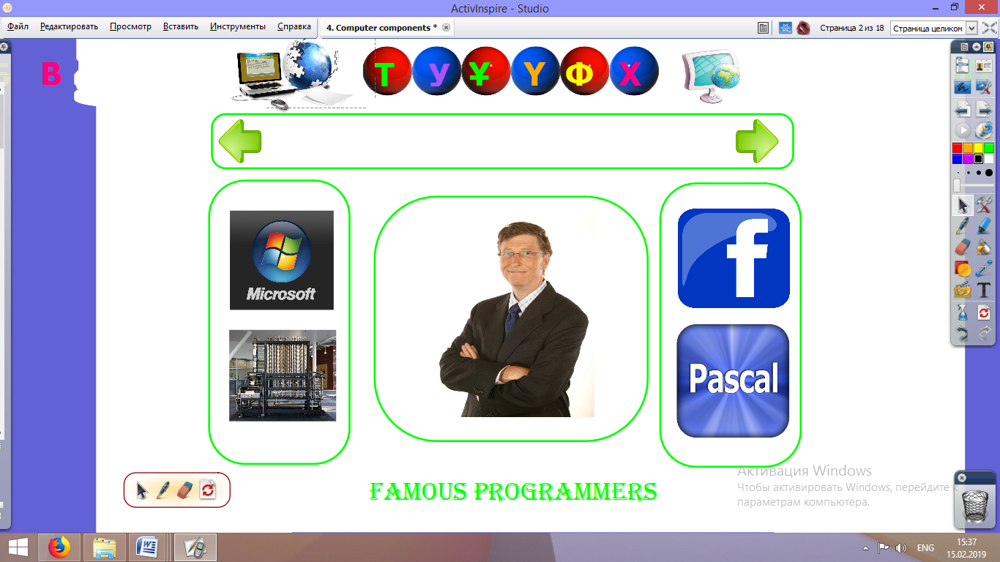 ActivInspire - Studio
Файл Редактировать Просмотр Вставить Инструменты Справка
4. Computer components *
Страница 2 из 18
Страница целиком
В
Т У ¥ Ү Ф Х
Microsoft
f
Pascal
FAMOUS PROGRAMMERS
Активация Windows
Чтобы активировать Windows, перейдите к
параметрам компьютера.
ENG
15:37
15.02.2019